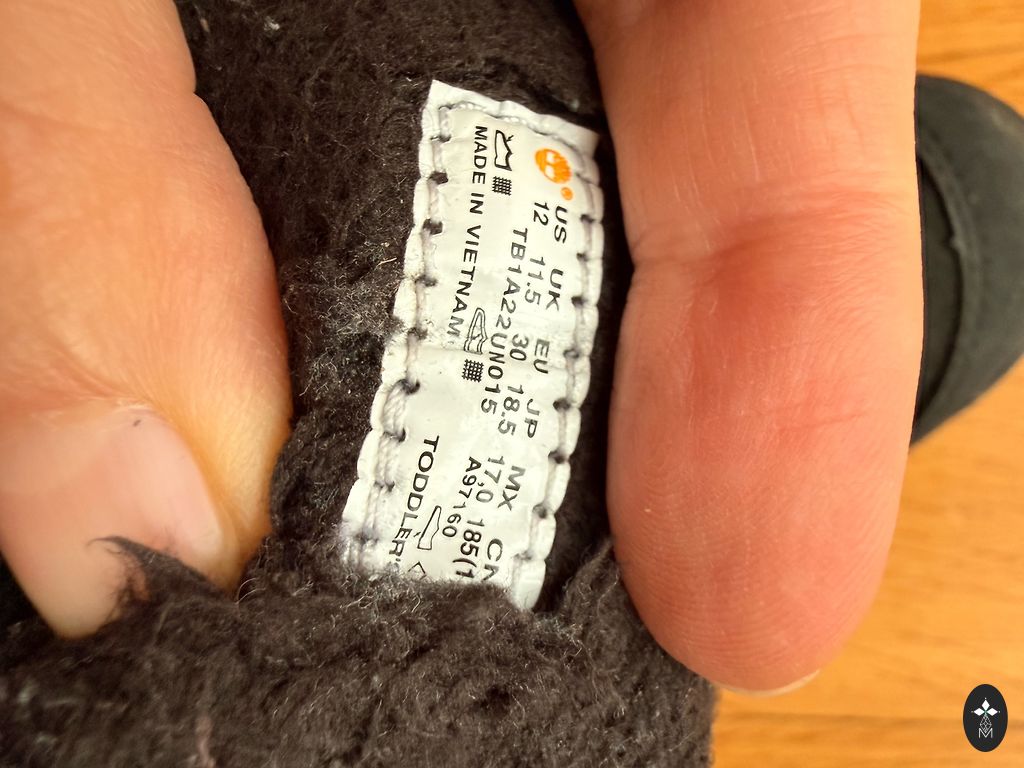 US UK EU JP MX
12 11.5 30 18.5 17,0 185(1
TB1A22UN015 A97160
MADE IN VIETNAM
TODDLER'
M